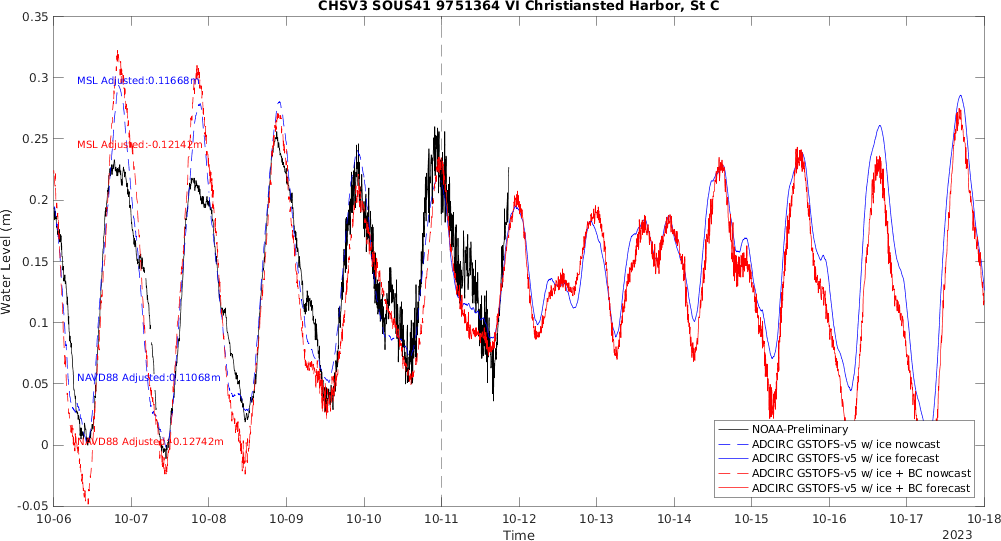 CHSV3 SOUS41 9751364 VI Christiansted Harbor, St C
Water Level (m)
0.35
0.3
0.25
0.2
0.15
0.1
0.05
0
-0.05
MSL Adjusted:0.11668m
MSL Adjusted:-0.12142m
NAVD88 Adjusted:0.11068m
NAVD88 Adjusted:-0.12742m
NOAA-Preliminary
ADCIRC GSTOFS-v5 w/ ice nowcast
ADCIRC GSTOFS-v5 w/ ice forecast
ADCIRC GSTOFS-v5 w/ ice + BC nowcast
ADCIRC GSTOFS-v5 w/ ice + BC forecast
10-06 10-07 10-08 10-09 10-10 10-11 10-12 10-13 10-14 10-15 10-16 10-17 10-18
Time
2023